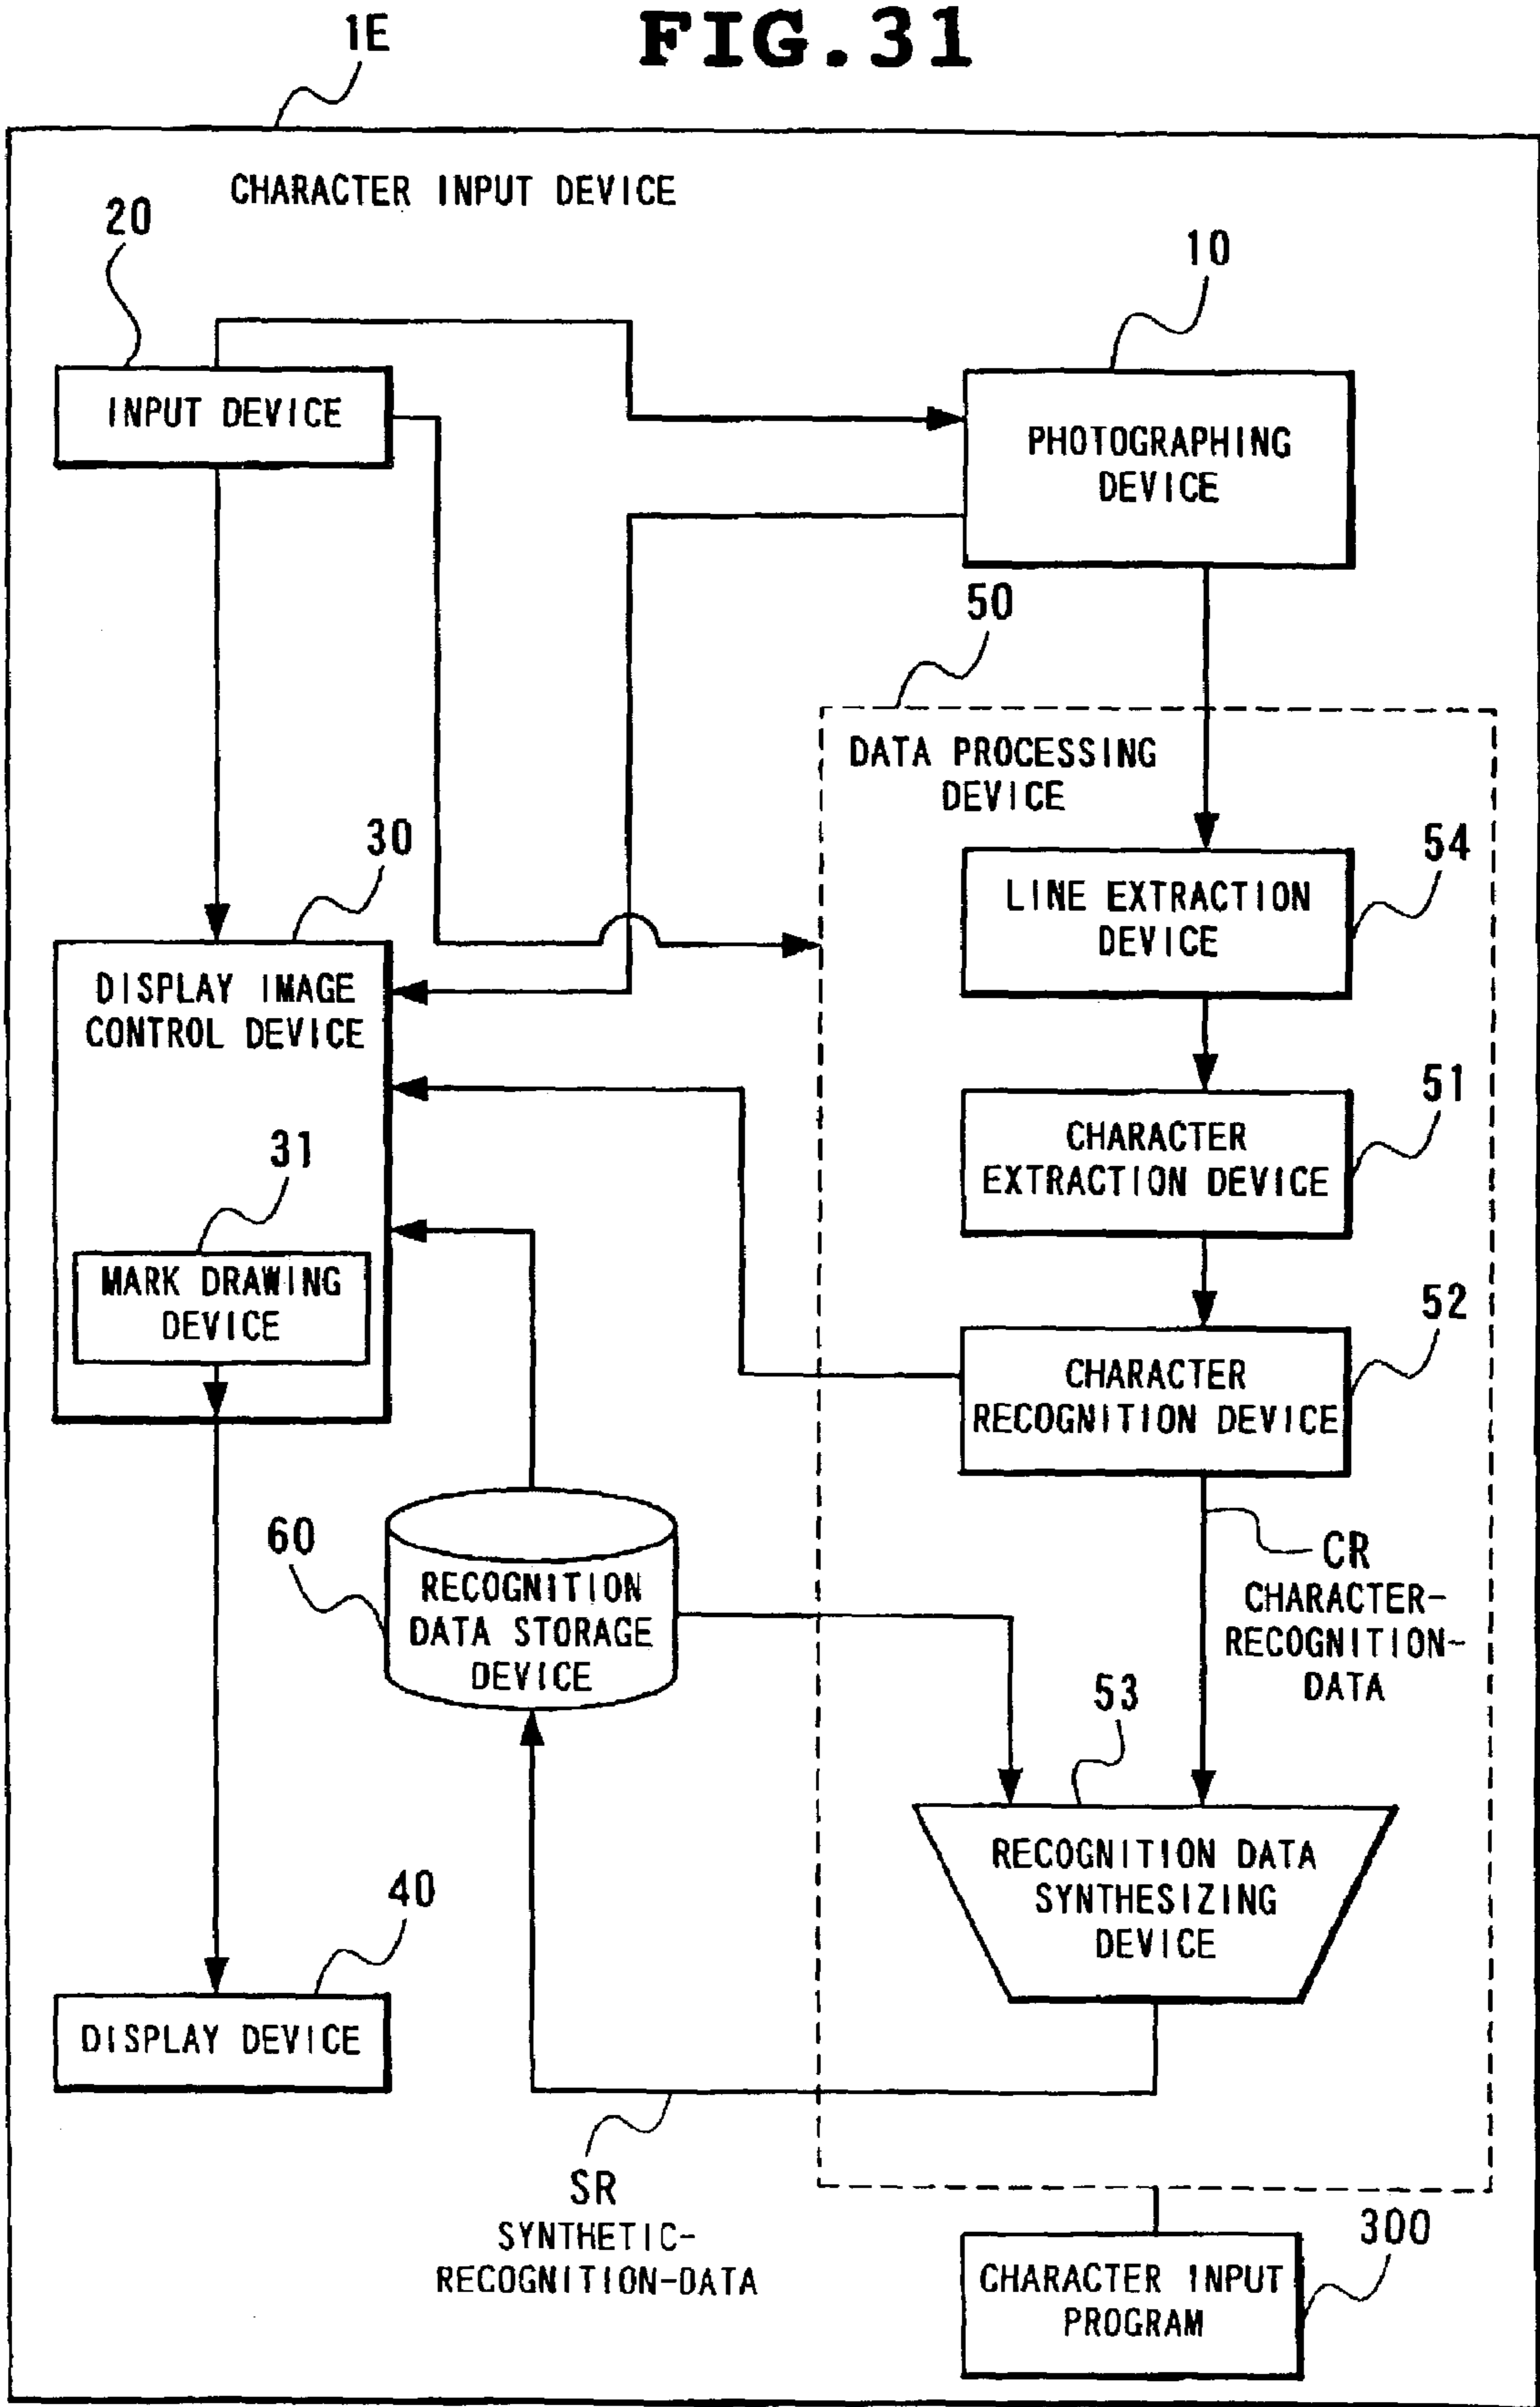 FIG.31
1E
CHARACTER INPUT DEVICE
20
10
INPUT DEVICE
PHOTOGRAPHING
DEVICE
50
DATA PROCESSING
DEVICE
30
54
LINE EXTRACTION
DEVICE
DISPLAY IMAGE
CONTROL DEVICE
51
CHARACTER
EXTRACTION DEVICE
31
MARK DRAWING
DEVICE
52
CHARACTER
RECOGNITION DEVICE
60
RECOGNITION
DATA STORAGE
DEVICE
CR
CHARACTER-
RECOGNITION-
DATA
53
RECOGNITION DATA
SYNTHESIZING
DEVICE
40
DISPLAY DEVICE
SR
SYNTHETIC-
RECOGNITION-DATA
300
CHARACTER INPUT
PROGRAM